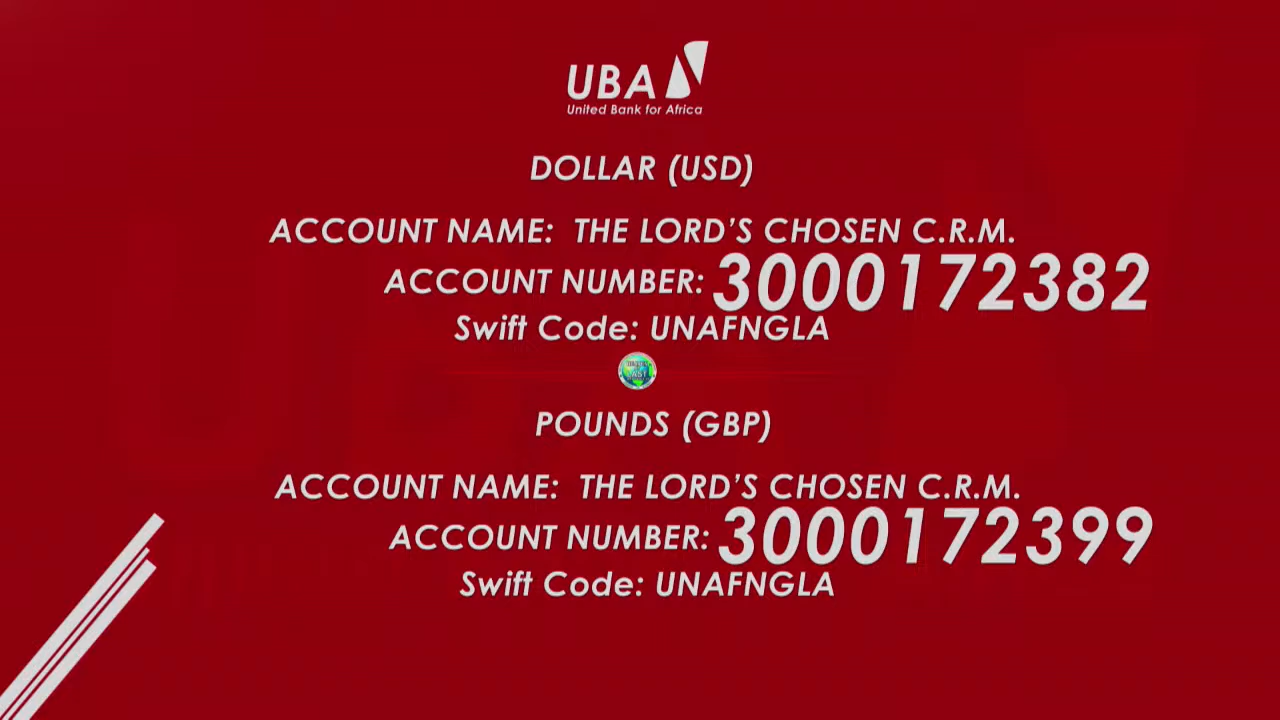 UBA
United Bank for Africa
DOLLAR (USD)
ACCOUNT NAME: THE LORD'S CHOSEN C.R.M.
ACCOUNT NUMBER: 3000172382
Swift Code: UNAFNGLA
POUNDS (GBP)
ACCOUNT NAME: THE LORD'S CHOSEN C.R.M.
ACCOUNT NUMBER: 3000172399
Swift Code: UNAFNGLA